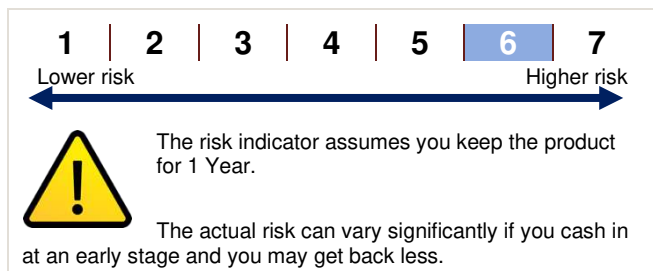 1 2 3 4 5 6 7
Lower risk Higher risk
The risk indicator assumes you keep the product
for 1 Year.
The actual risk can vary significantly if you cash in
at an early stage and you may get back less.